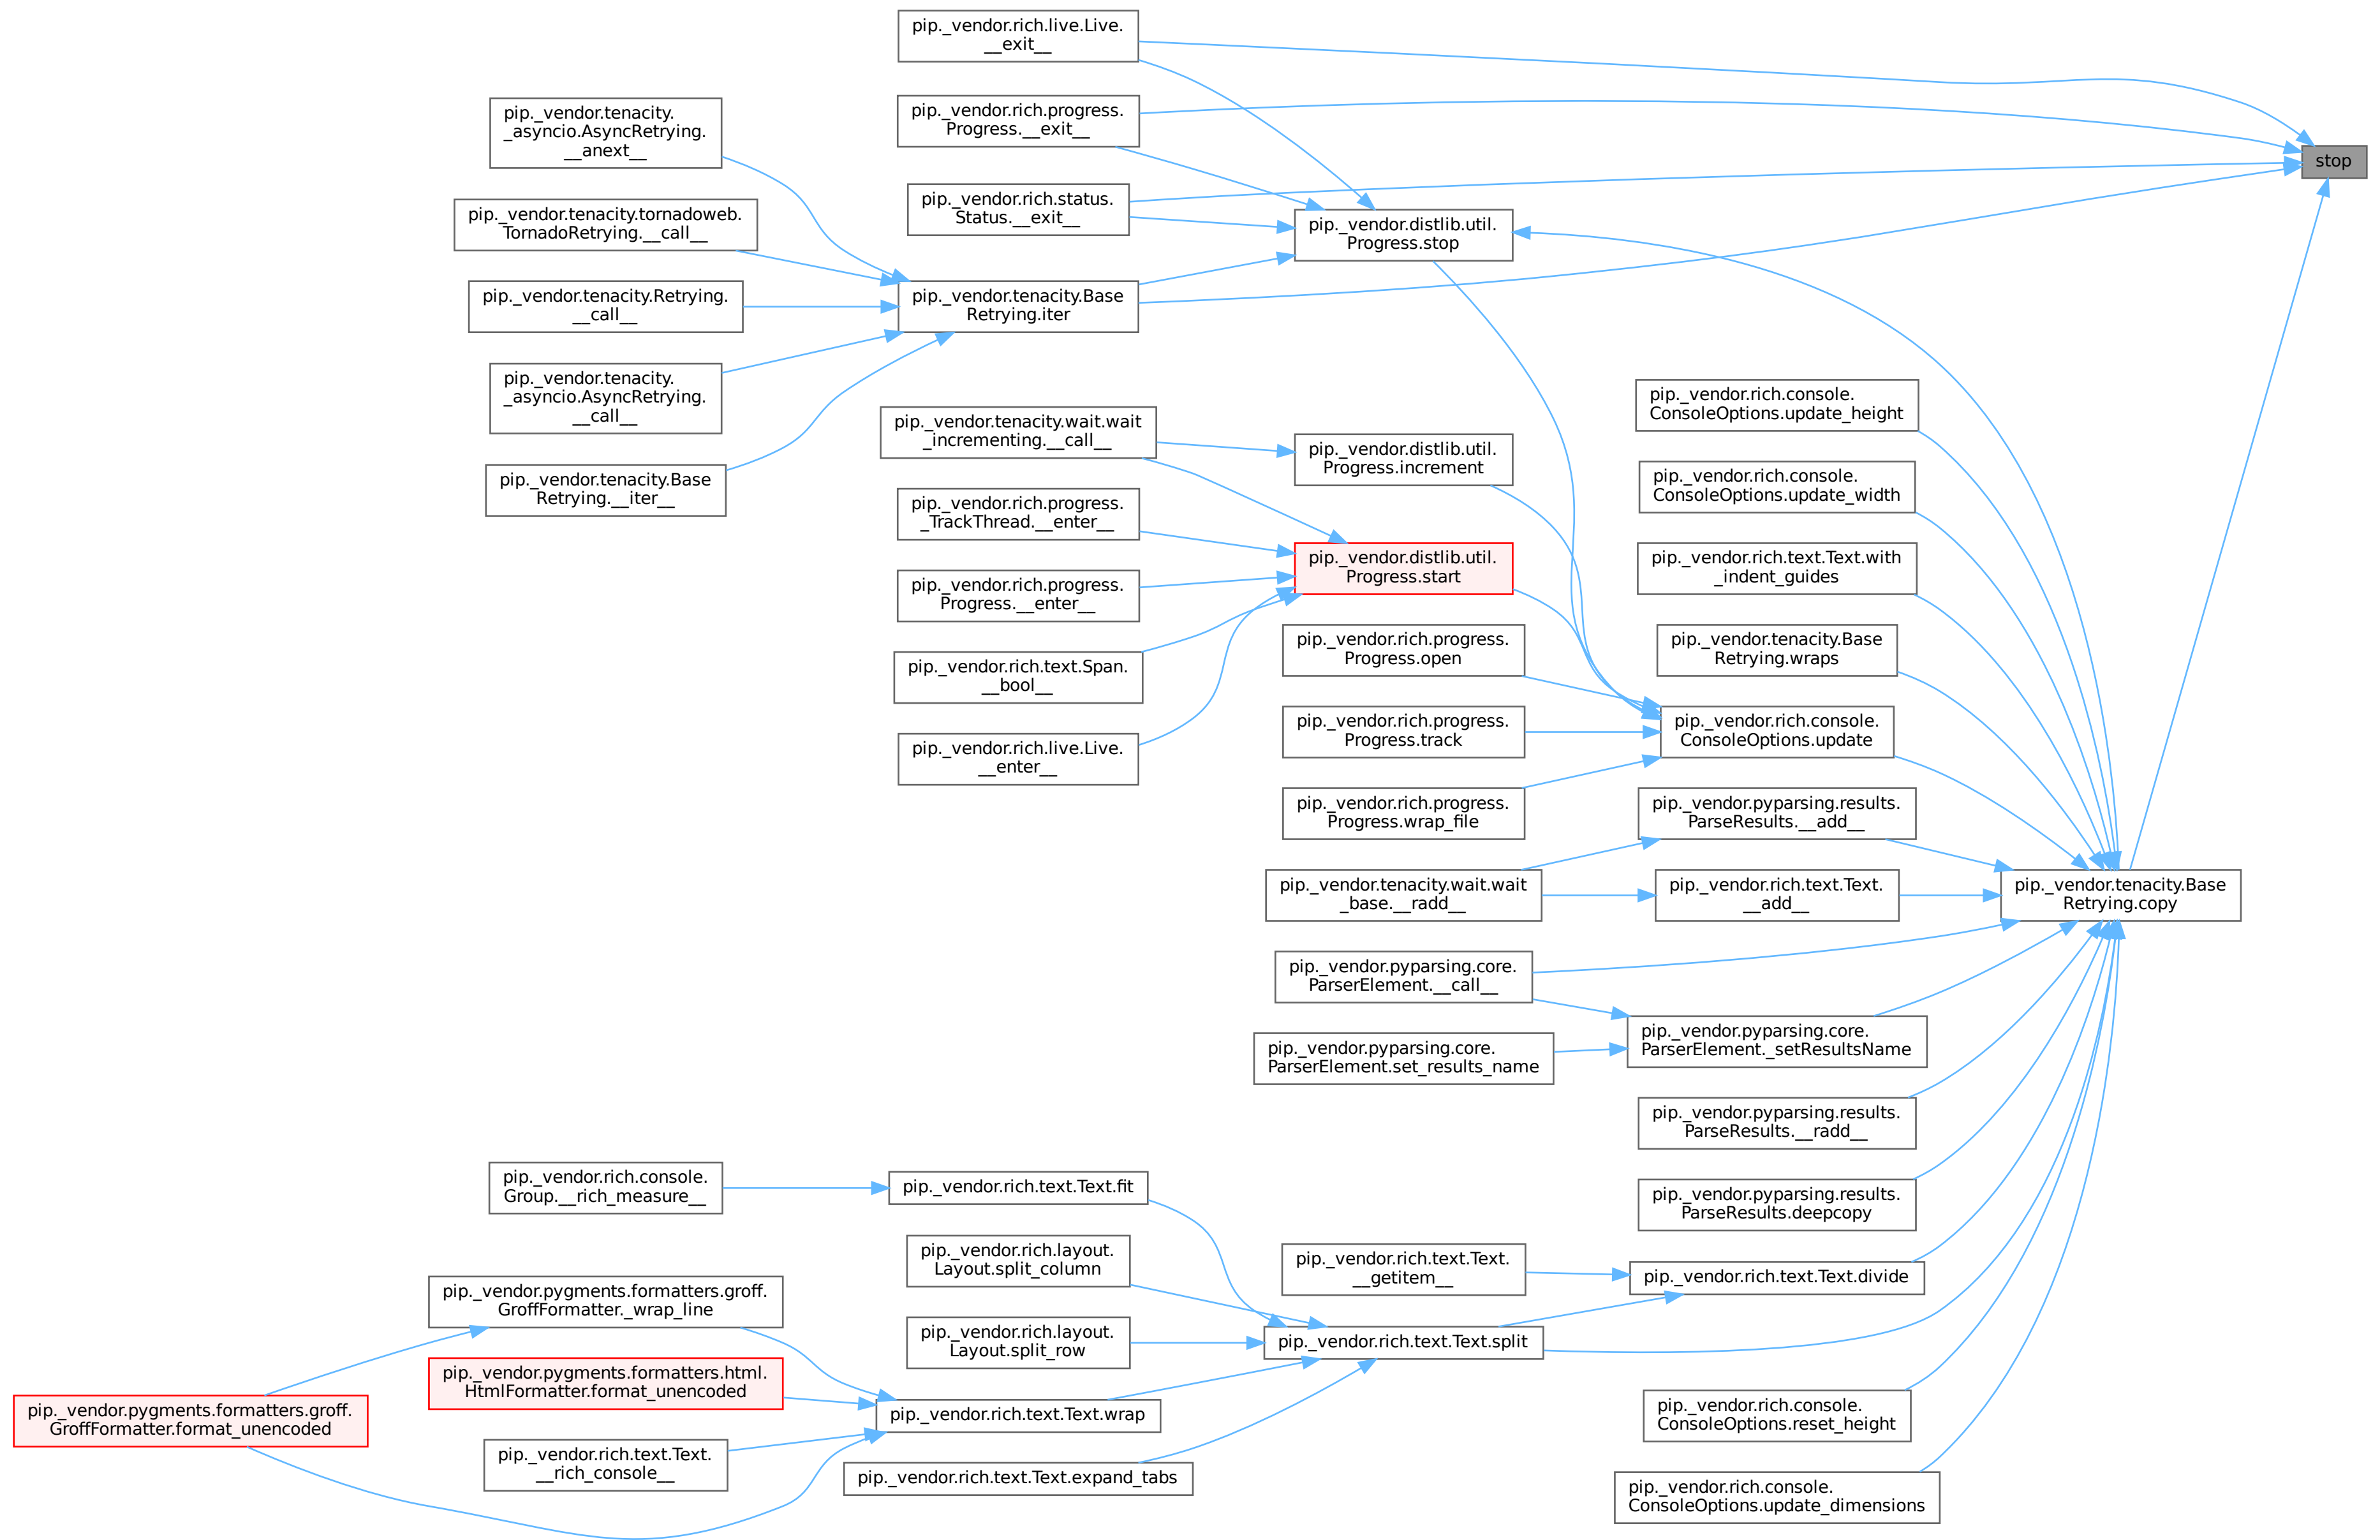 pip._vendor.rich.live.Live.
__exit__
pip._vendor.rich.progress.
Progress.__exit__
pip._vendor.rich.status.
Status.__exit__
stop
pip._vendor.distlib.util.
Progress.stop
pip._vendor.tenacity.
_asyncio.AsyncRetrying.
__anext__
pip._vendor.tenacity.tornadoweb.
TornadoRetrying.__call__
pip._vendor.tenacity.Retrying.
__call__
pip._vendor.tenacity.
_asyncio.AsyncRetrying.
__call__
pip._vendor.tenacity.Base
Retrying.__iter__
pip._vendor.tenacity.Base
Retrying.iter
pip._vendor.tenacity.wait.wait
_incrementing.__call__
pip._vendor.rich.progress.
_TrackThread.__enter__
pip._vendor.rich.progress.
Progress.__enter__
pip._vendor.rich.text.Span.
__bool__
pip._vendor.rich.live.Live.
__enter__
pip._vendor.distlib.util.
Progress.increment
pip._vendor.distlib.util.
Progress.start
pip._vendor.rich.progress.
Progress.open
pip._vendor.rich.progress.
Progress.track
pip._vendor.rich.progress.
Progress.wrap_file
pip._vendor.rich.console.
ConsoleOptions.update_height
pip._vendor.rich.console.
ConsoleOptions.update_width
pip._vendor.rich.text.Text.with
_indent_guides
pip._vendor.tenacity.Base
Retrying.wraps
pip._vendor.rich.console.
ConsoleOptions.update
pip._vendor.pyparsing.results.
ParseResults.__add__
pip._vendor.tenacity.wait.wait
_base.__radd__
pip._vendor.rich.text.Text.
__add__
pip._vendor.tenacity.Base
Retrying.copy
pip._vendor.pyparsing.core.
ParserElement.__call__
pip._vendor.pyparsing.core.
ParserElement._setResultsName
pip._vendor.pyparsing.core.
ParserElement.set_results_name
pip._vendor.pyparsing.results.
ParseResults.__radd__
pip._vendor.pyparsing.results.
ParseResults.deepcopy
pip._vendor.rich.text.Text.
__getitem__
pip._vendor.rich.text.Text.divide
pip._vendor.rich.console.
Group.__rich_measure__
pip._vendor.rich.text.Text.fit
pip._vendor.rich.layout.
Layout.split_column
pip._vendor.rich.layout.
Layout.split_row
pip._vendor.rich.text.Text.split
pip._vendor.pygments.formatters.groff.
GroffFormatter._wrap_line
pip._vendor.pygments.formatters.html.
HtmlFormatter.format_unencoded
pip._vendor.pygments.formatters.groff.
GroffFormatter.format_unencoded
pip._vendor.rich.text.Text.
__rich_console__
pip._vendor.rich.text.Text.wrap
pip._vendor.rich.text.Text.expand_tabs
pip._vendor.rich.console.
ConsoleOptions.reset_height
pip._vendor.rich.console.
ConsoleOptions.update_dimensions